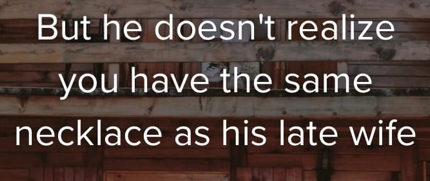 But he doesn't realize
you have the same
necklace as his late wife